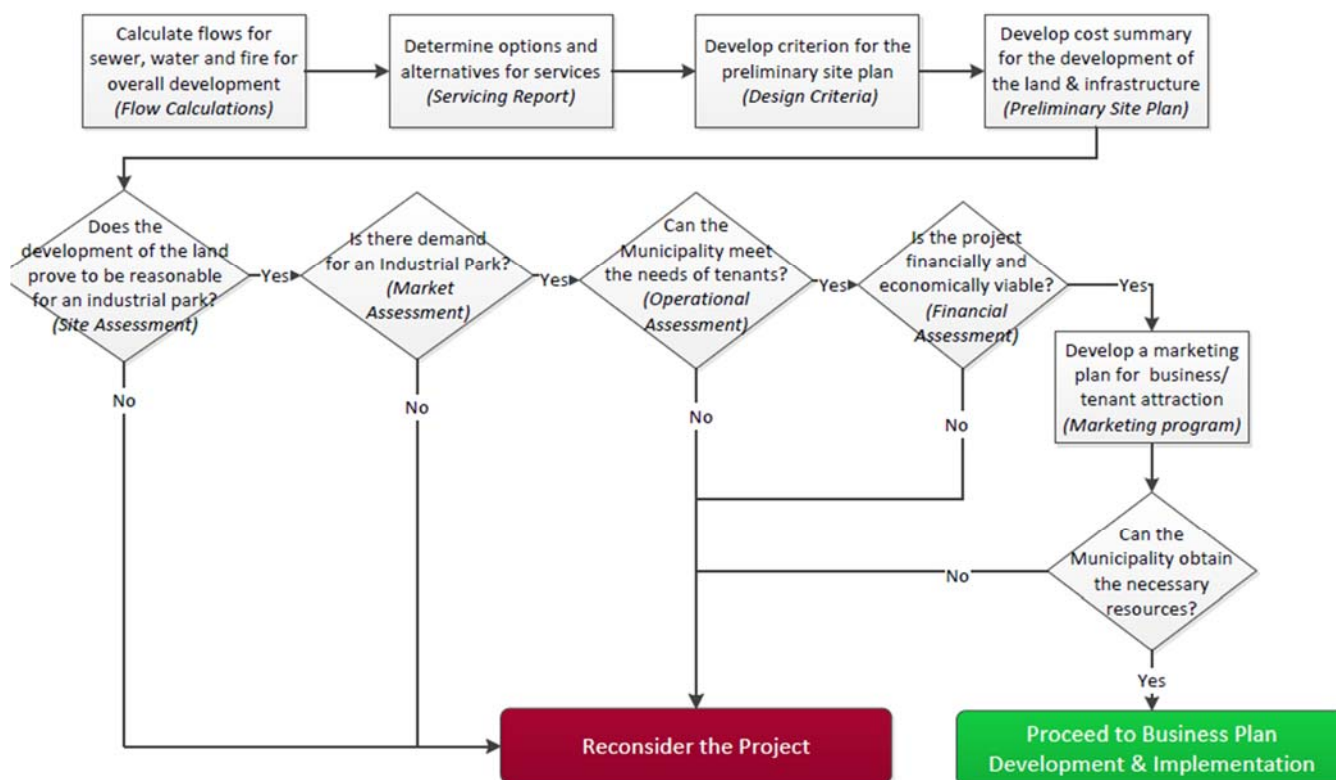 Calculate flows for
sewer, water and fire for
overall development
(Flow Calculations)
Determine options and
alternatives for services
(Servicing Report)
Develop criterion for the
preliminary site plan
(Design Criteria)
Develop cost summary
for the development of
the land & infrastructure
(Preliminary Site Plan)
Does the
development of the land
prove to be reasonable
for an industrial park?
(Site Assessment)
Yes
Is there demand
for an Industrial Park?
(Market
Assessment)
Yes
Can the
Municipality meet
the needs of tenants?
(Operational
Assessment)
Yes
Is the project
financially and
economically viable?
(Financial
Assessment)
Yes
Develop a marketing
plan for business/
tenant attraction
(Marketing program)
No
No
No
No
Can the
Municipality obtain
the necessary
resources?
No
Yes
Reconsider the Project
Proceed to Business Plan
Development & Implementation